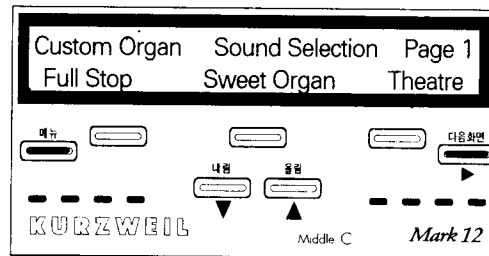 Custom Organ Sound Selection Page 1
Full Stop Sweet Organ Theatre
메뉴 다음화면
내림 올림
KURZWEIL Middle C Mark 12